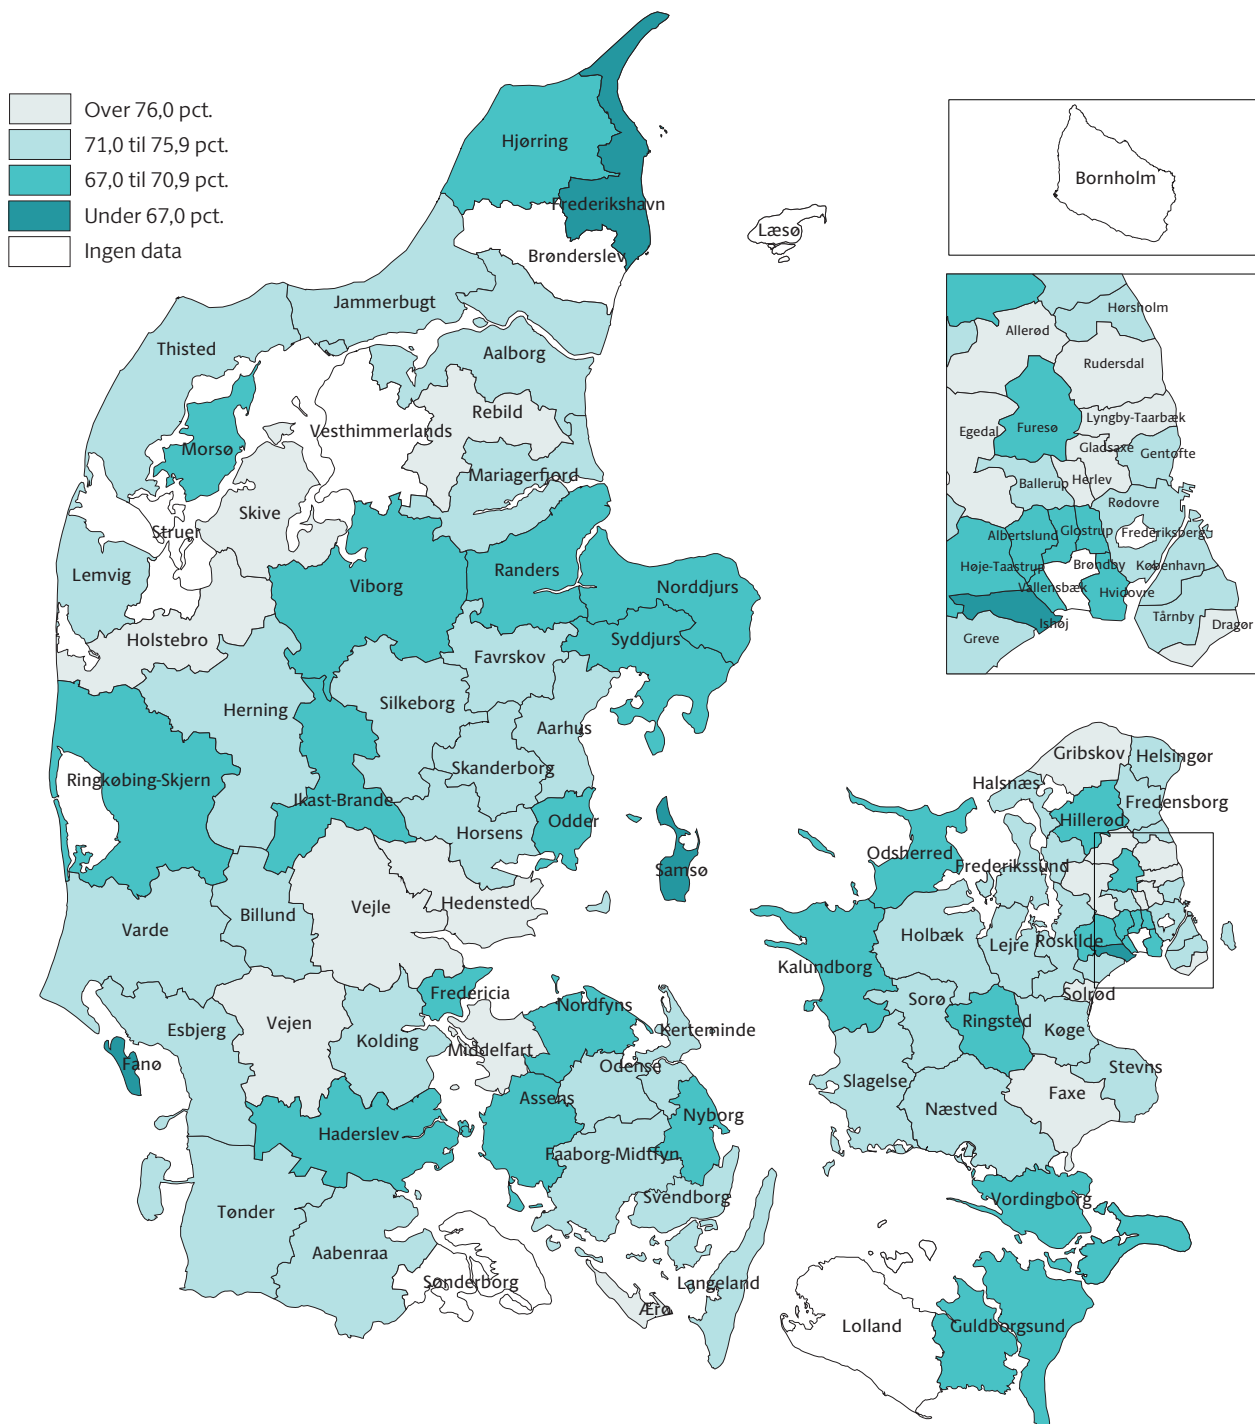 Over 76,0 pct.
71,0 til 75,9 pct.
67,0 til 70,9 pct.
Under 67,0 pct.
Ingen data
Hjørring
Frederikshavn
Læsø
Brønderslev
Jammerbugt
Thisted
Aalborg
Rebild
Vesthimmerlands
Morsø
Mariagerfjord
Skive
Struer
Lemvig
Viborg
Randers
Norddjurs
Syddjurs
Holstebro
Favrskov
Silkeborg
Herning
Aarhus
Skanderborg
Ringkøbing-Skjern
Ikast-Brande
Odder
Horsens
Samsø
Hedensted
Vejle
Billund
Varde
Fredericia
Nordfyns
Vejen
Esbjerg
Kolding
Middelfart
Kerteminde
Odense
Fanø
Assens
Nyborg
Haderslev
Faaborg-Midtfyn
Svendborg
Tønder
Aabenraa
Sønderborg
Langeland
Ærø
Bornholm
Hørsholm
Allerød
Rudersdal
Lyngby-Taarbæk
Furesø
Egedal
Gladsaxe
Gentofte
Ballerup
Herlev
Rødovre
Albertslund
Glostrup
Frederiksberg
Høje-Taastrup
Brøndby
København
Vallensbæk
Hvidovre
Tårnby
Ishøj
Dragør
Greve
Gribskov
Helsingør
Halsnæs
Fredensborg
Hillerød
Odsherred
Frederikssund
Holbæk
Lejre
Roskilde
Kalundborg
Solrød
Sorø
Ringsted
Køge
Stevns
Slagelse
Faxe
Næstved
Vordingborg
Lolland
Guldborgsund